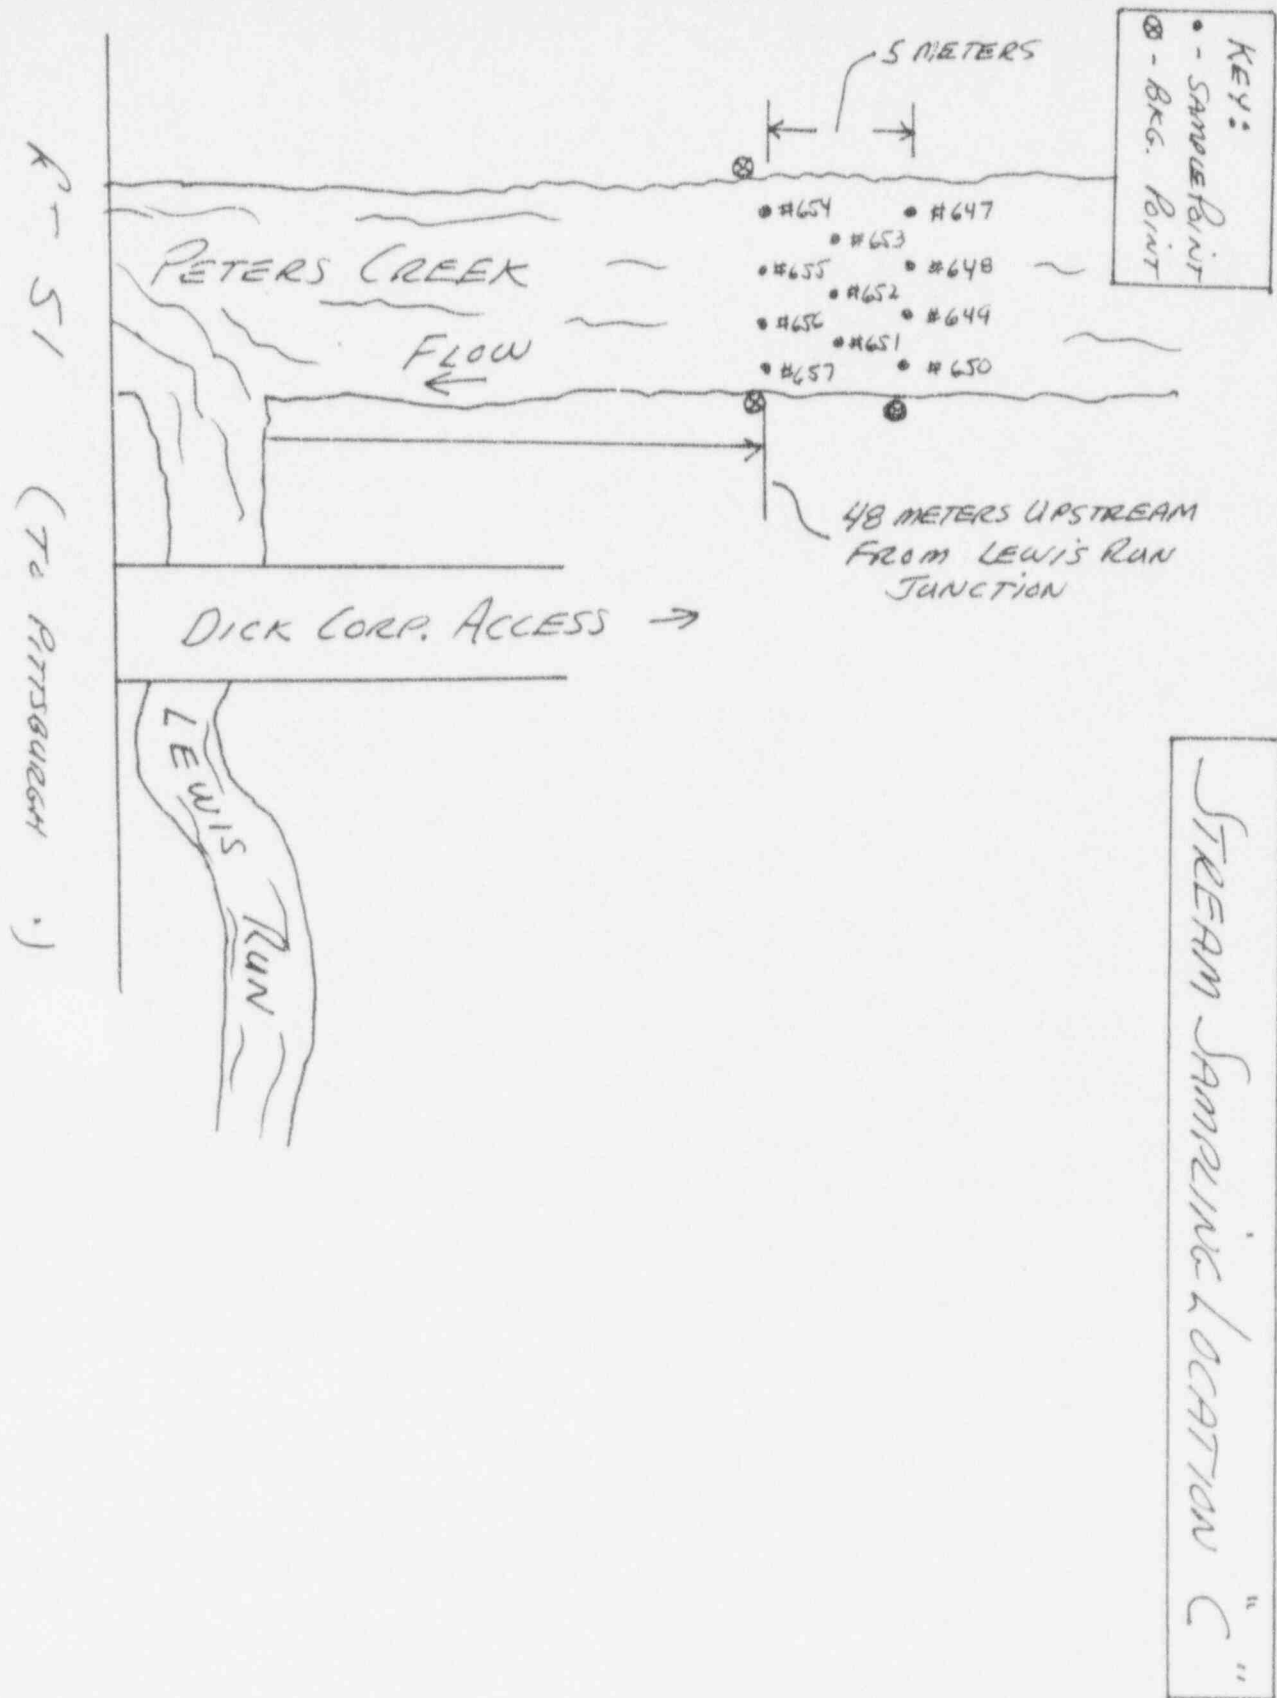 KEY:
• - SAMPLE POINT
⊗ - BKG. POINT
5 METERS
#654
#647
#653
PETERS CREEK
#655
#648
#652
#656
#649
#651
FLOW
#657
#650
48 METERS UPSTREAM
FROM LEWIS RUN
JUNCTION
DICK CORP. ACCESS →
LEWIS RUN
(TO PITTSBURGH .)
STREAM SAMPLING LOCATION "C"